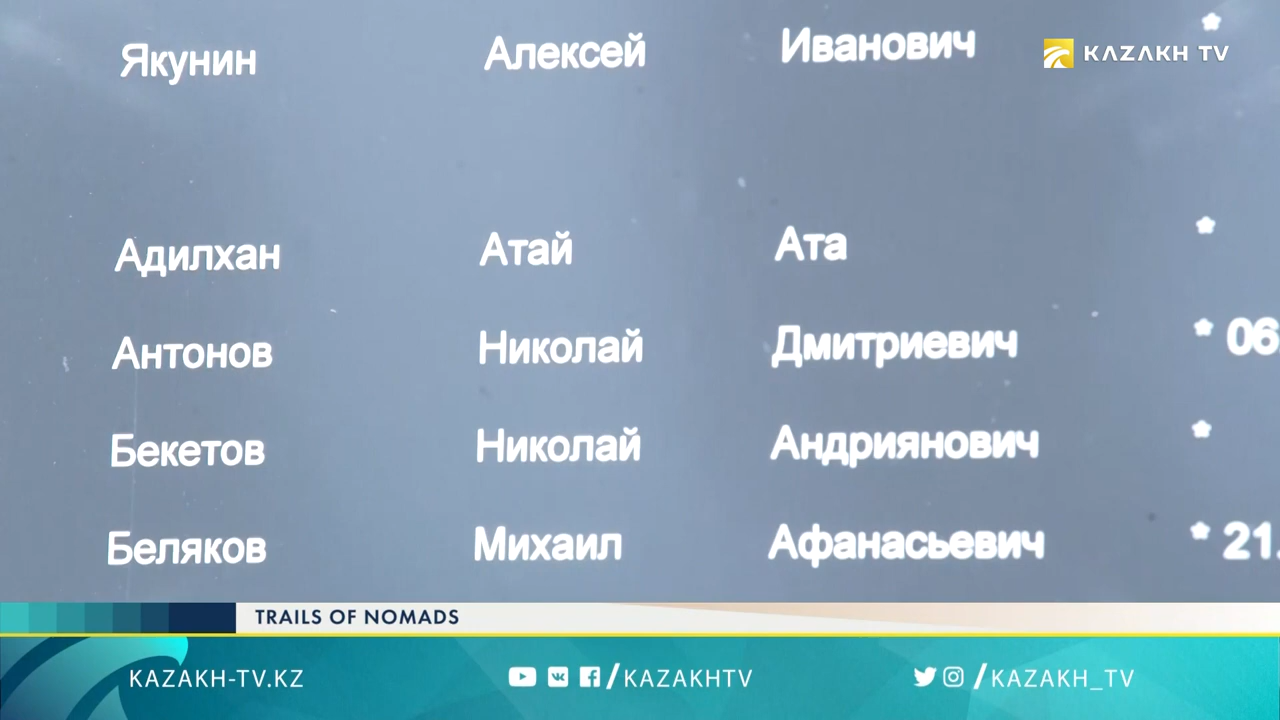 KAZAKH TV
Якунин Алексей Иванович *
Адилхан Атай Ата *
Антонов Николай Дмитриевич * 06
Бекетов Николай Андриянович *
Беляков Михаил Афанасьевич * 21.
TRAILS OF NOMADS
KAZAKH-TV.KZ /KAZAKHTV /KAZAKH_TV